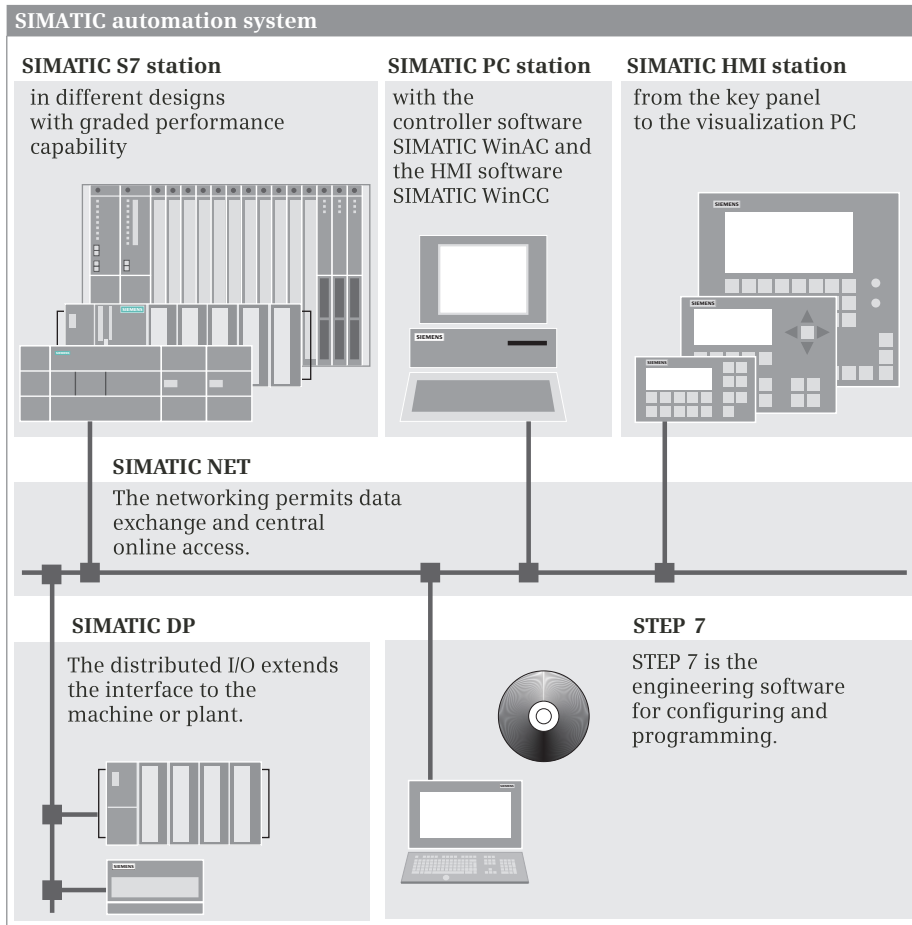 SIMATIC automation system
SIMATIC S7 station
in different designs
with graded performance
capability
SIEMENS
SIMATIC PC station
with the
controller software
SIMATIC WinAC and
the HMI software
SIMATIC WinCC
SIEMENS
SIMATIC HMI station
from the key panel
to the visualization PC
SIEMENS
SIEMENS
SIEMENS
SIMATIC NET
The networking permits data
exchange and central
online access.
SIMATIC DP
The distributed I/O extends
the interface to the
machine or plant.
SIEMENS
STEP 7
STEP 7 is the
engineering software
for configuring and
programming.